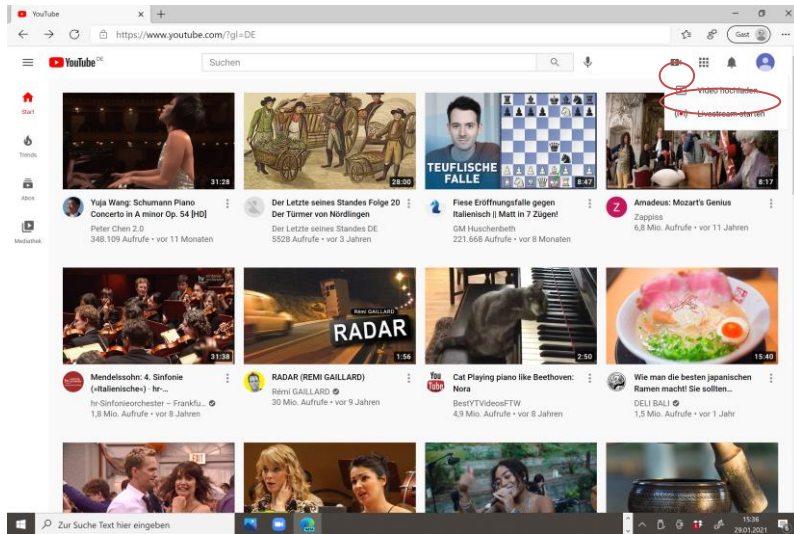 YouTube
https://www.youtube.com/?gl=DE
Gast
YouTube DE
Suchen
Video hochladen
Livestream starten
Start
Trends
Abos
Mediathek
31:28
28:00
TEUFLISCHE
FALLE
8:47
8:17
Yuja Wang: Schumann Piano
Concerto in A minor Op. 54 [HD]
Peter Chen 2.0
348.109 Aufrufe • vor 11 Monaten
Der Letzte seines Standes Folge 20
Der Türmer von Nördlingen
Der Letzte seines Standes DE
5528 Aufrufe • vor 3 Jahren
Fiese Eröffnungsfalle gegen
Italienisch || Matt in 7 Zügen!
GM Huschenbeth
221.668 Aufrufe • vor 8 Monaten
Z
Amadeus: Mozart's Genius
Zappiss
6,8 Mio. Aufrufe • vor 11 Jahren
31:38
Rémi GAILLARD
RADAR
1:56
2:50
15:40
Mendelssohn: 4. Sinfonie
(»Italienische«) ∙ hr-...
hr-Sinfonieorchester – Frankfu...
1,8 Mio. Aufrufe • vor 8 Jahren
RADAR (REMI GAILLARD)
Rémi GAILLARD
30 Mio. Aufrufe • vor 9 Jahren
You
Tube
Cat Playing piano like Beethoven:
Nora
BestYTVideosFTW
4,9 Mio. Aufrufe • vor 8 Jahren
Wie man die besten japanischen
Ramen macht! Sie sollten...
DELI BALI
1,5 Mio. Aufrufe • vor 1 Jahr
EXIT
Zur Suche Text hier eingeben
15:36
29.01.2021